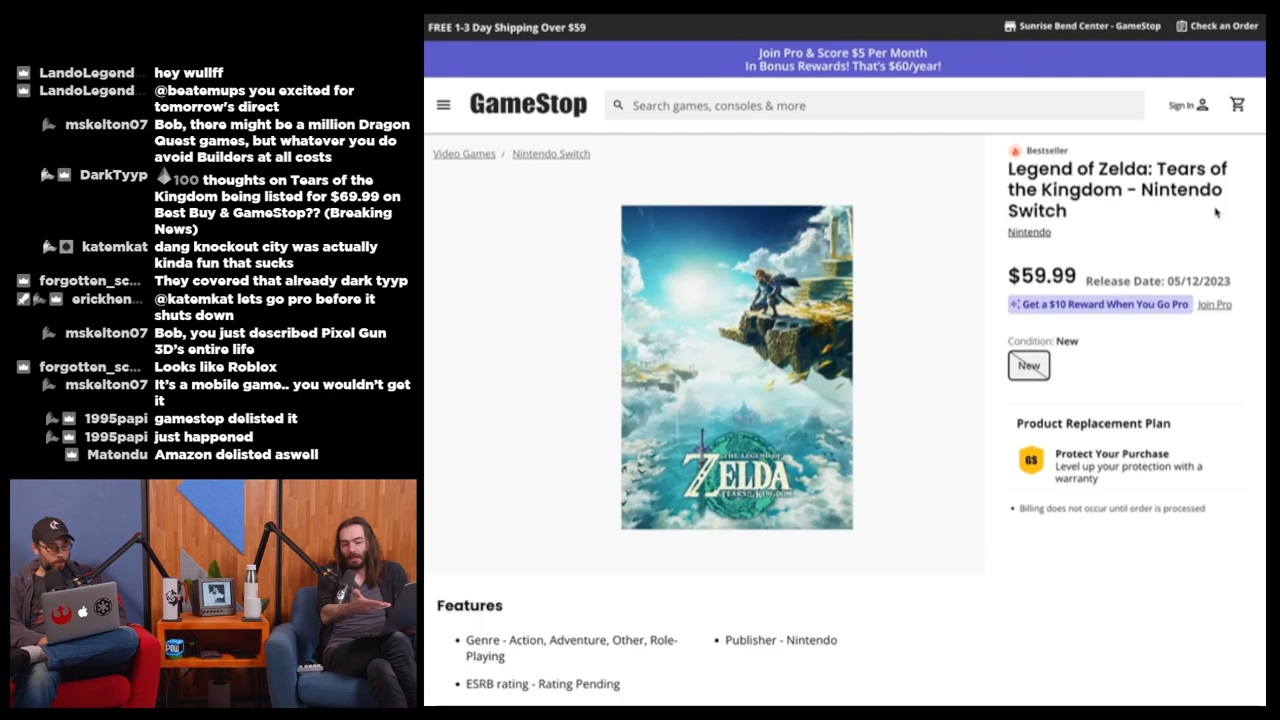 LandoLegend... hey wullff
LandoLegend... @beatemups you excited for
tomorrow's direct
mskelton07 Bob, there might be a million Dragon
Quest games, but whatever you do
avoid Builders at all costs
DarkTyyp 100 thoughts on Tears of the
Kingdom being listed for $69.99 on
Best Buy & GameStop?? (Breaking
News)
katemkat dang knockout city was actually
kinda fun that sucks
forgotten_sc... They covered that already dark tyyp
erickhen... @katemkat lets go pro before it
shuts down
mskelton07 Bob, you just described Pixel Gun
3D's entire life
forgotten_sc... Looks like Roblox
mskelton07 It's a mobile game.. you wouldn't get
it
1995papi gamestop delisted it
1995papi just happened
Matendu Amazon delisted aswell
FREE 1-3 Day Shipping Over $59
Sunrise Bend Center - GameStop
Check an Order
Join Pro & Score $5 Per Month
In Bonus Rewards! That's $60/year!
GameStop
Search games, consoles & more
Sign In
Video Games / Nintendo Switch
THE LEGEND OF
ZELDA
TEARS OF THE KINGDOM
Bestseller
Legend of Zelda: Tears of
the Kingdom - Nintendo
Switch
Nintendo
$59.99 Release Date: 05/12/2023
Get a $10 Reward When You Go Pro Join Pro
Condition: New
New
Product Replacement Plan
GS
Protect Your Purchase
Level up your protection with a
warranty
• Billing does not occur until order is processed
Features
• Genre - Action, Adventure, Other, Role-
Playing
• Publisher - Nintendo
• ESRB rating - Rating Pending
POW